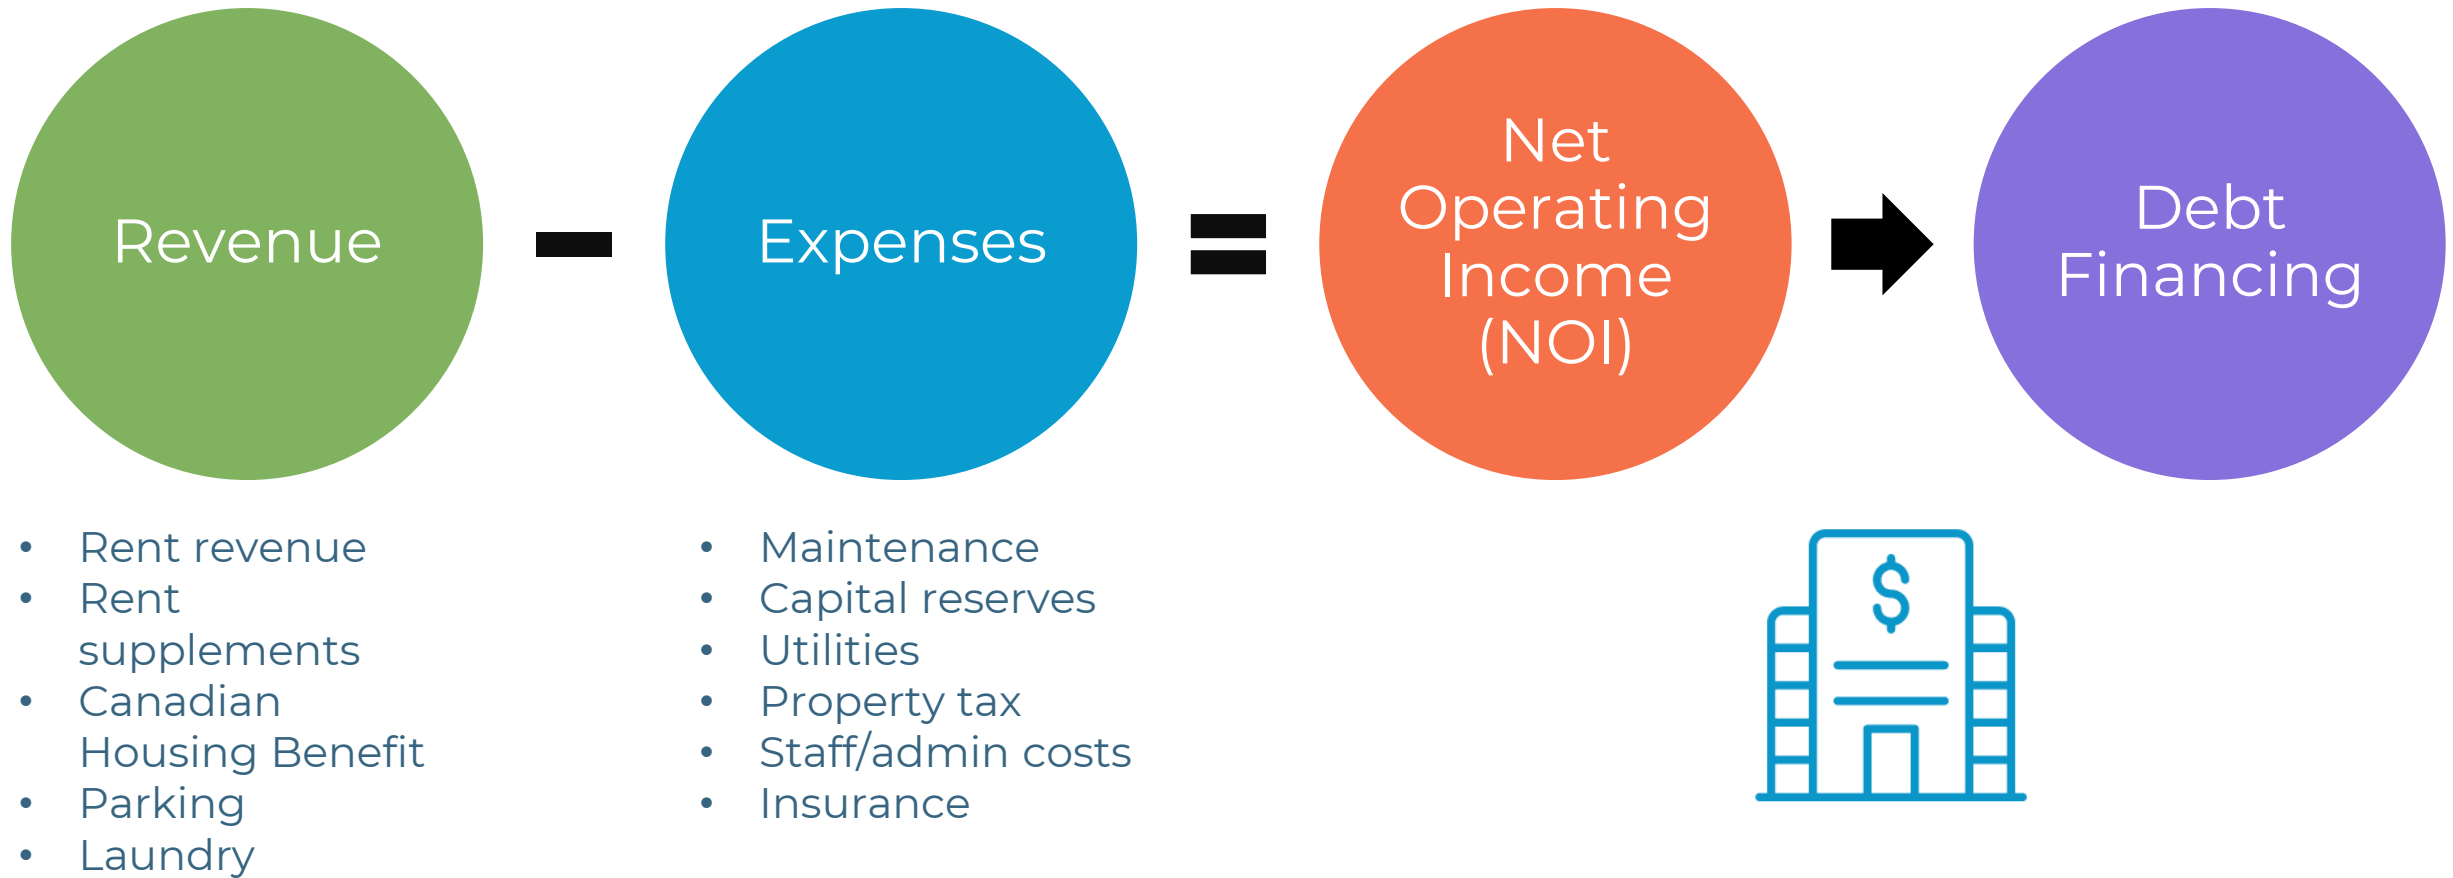 Revenue
Expenses
Net
Operating
Income
(NOI)
Debt
Financing
• Rent revenue
• Rent
supplements
• Canadian
Housing Benefit
• Parking
• Laundry
• Maintenance
• Capital reserves
• Utilities
• Property tax
• Staff/admin costs
• Insurance
$